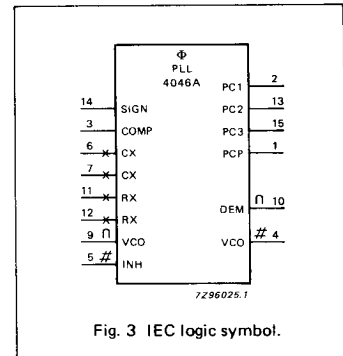 Φ
PLL
4046A
14 SIGN
3 COMP
6 CX
7 CX
11 RX
12 RX
9 ∩ VCO
5 # INH
PC1 2
PC2 13
PC3 15
PCP 1
DEM ∩ 10
VCO # 4
7Z96025.1
Fig. 3 IEC logic symbol.